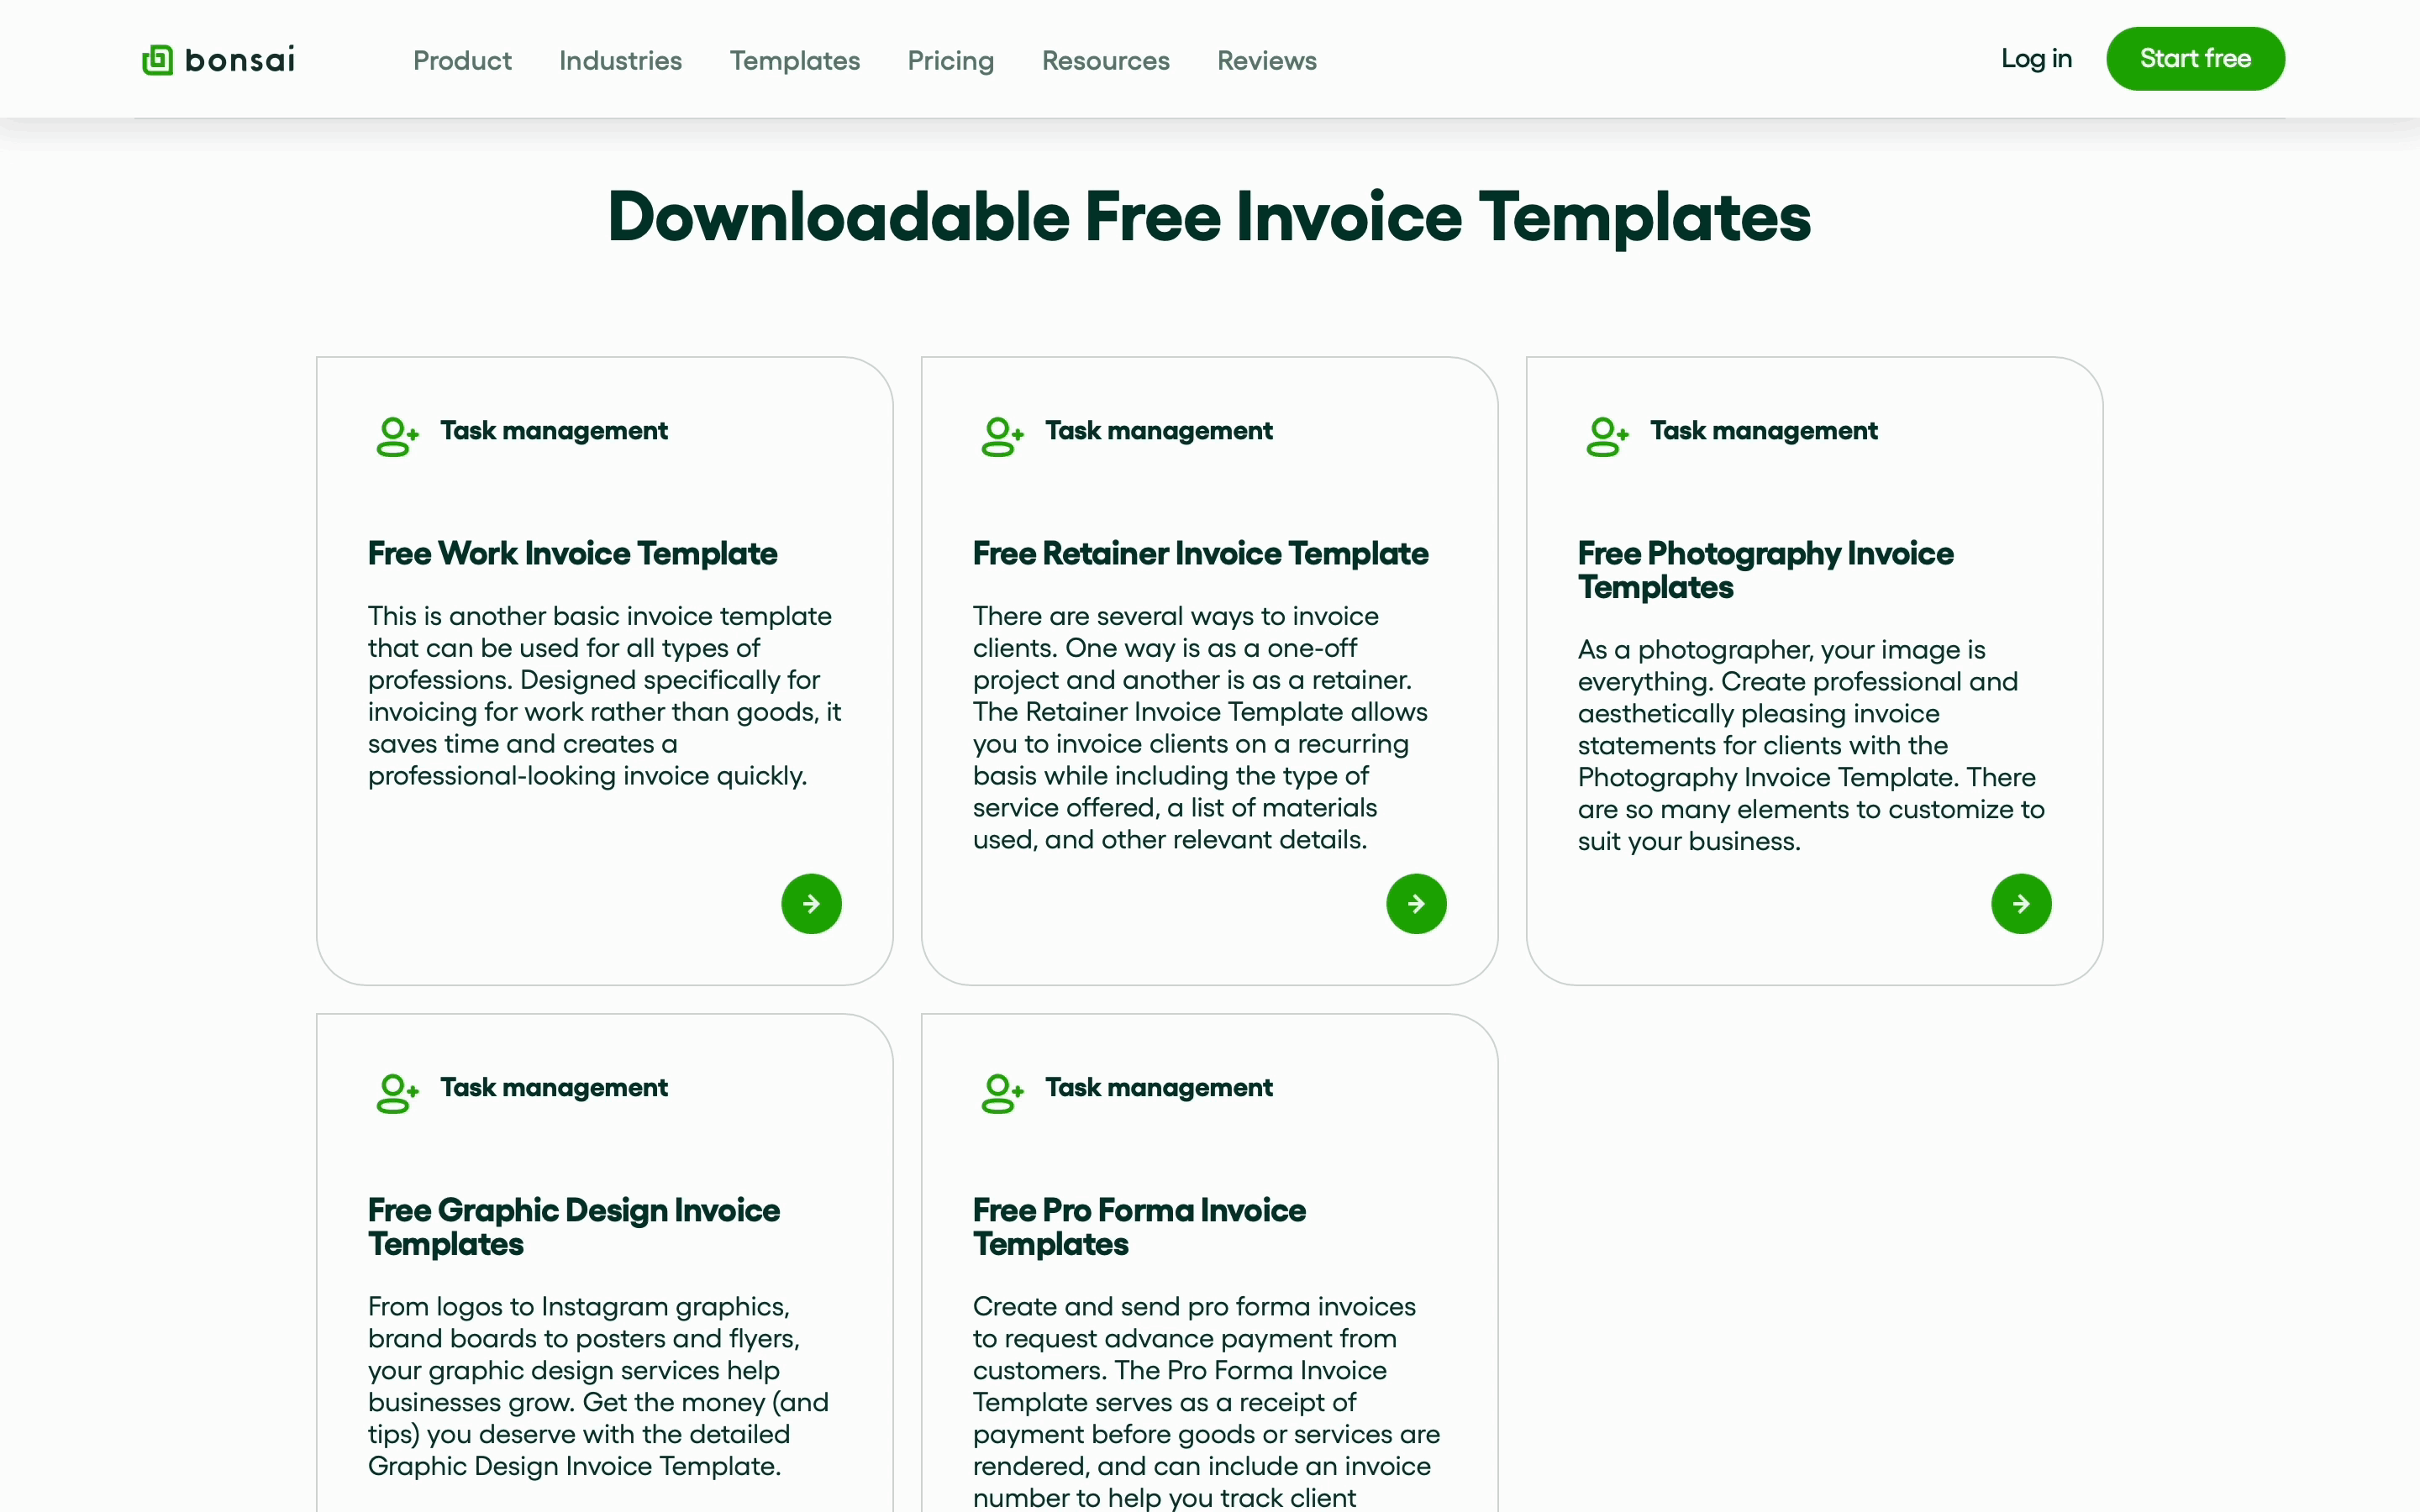 bonsai
Product
Industries
Templates
Pricing
Resources
Reviews
Log in
Start free
Downloadable Free Invoice Templates
Task management
Free Work Invoice Template
This is another basic invoice template
that can be used for all types of
professions. Designed specifically for
invoicing for work rather than goods, it
saves time and creates a
professional-looking invoice quickly.
Task management
Free Retainer Invoice Template
There are several ways to invoice
clients. One way is as a one-off
project and another is as a retainer.
The Retainer Invoice Template allows
you to invoice clients on a recurring
basis while including the type of
service offered, a list of materials
used, and other relevant details.
Task management
Free Photography Invoice
Templates
As a photographer, your image is
everything. Create professional and
aesthetically pleasing invoice
statements for clients with the
Photography Invoice Template. There
are so many elements to customize to
suit your business.
Task management
Free Graphic Design Invoice
Templates
From logos to Instagram graphics,
brand boards to posters and flyers,
your graphic design services help
businesses grow. Get the money (and
tips) you deserve with the detailed
Graphic Design Invoice Template.
Task management
Free Pro Forma Invoice
Templates
Create and send pro forma invoices
to request advance payment from
customers. The Pro Forma Invoice
Template serves as a receipt of
payment before goods or services are
rendered, and can include an invoice
number to help you track client